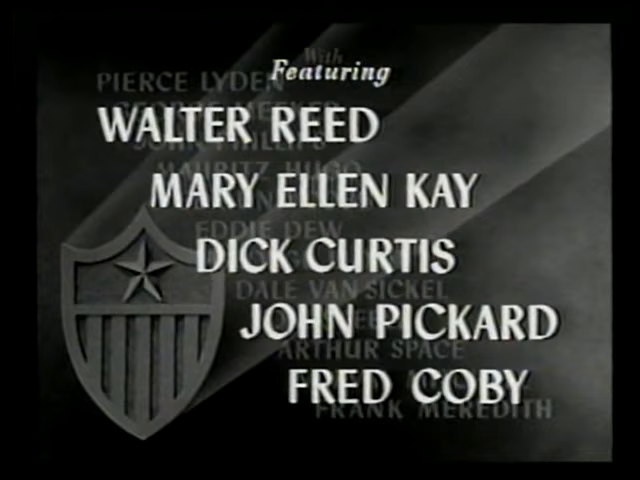 With
Featuring
PIERCE LYDEN
WALTER REED
MARY ELLEN KAY
EDDIE DEW
DICK CURTIS
DALE VAN SICKEL
JOHN PICKARD
ARTHUR SPACE
FRED COBY
FRANK MEREDITH